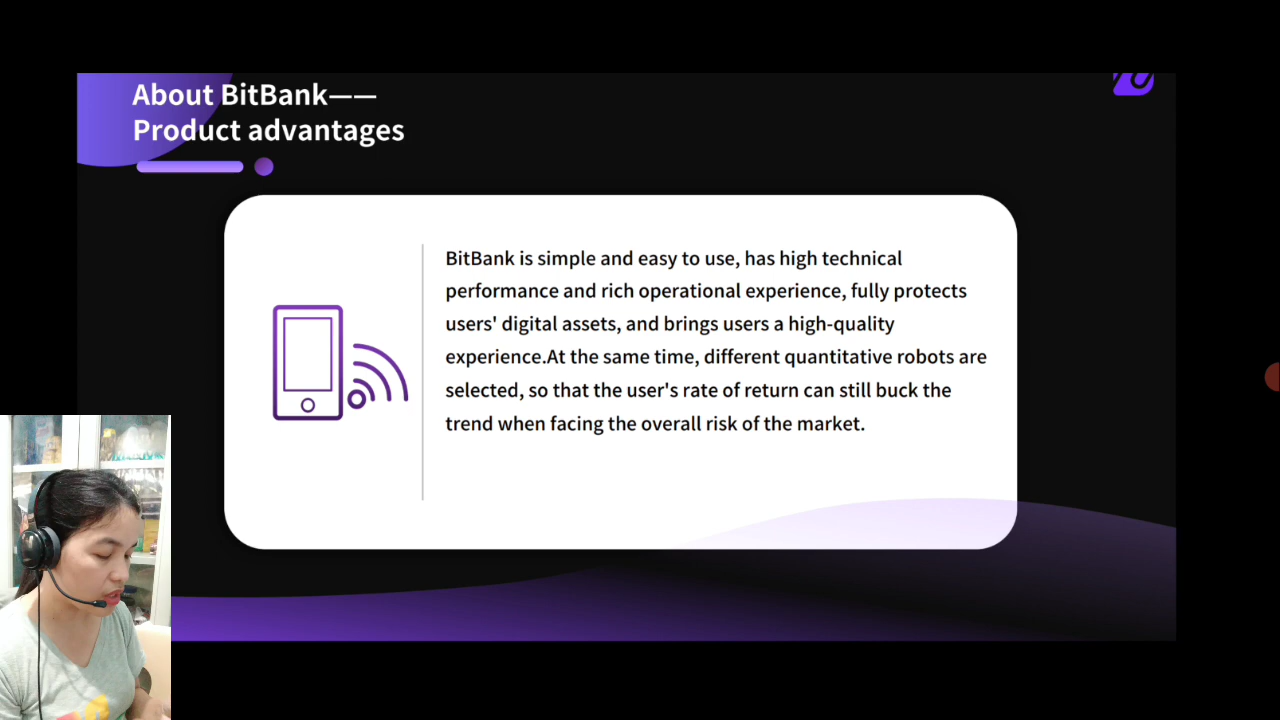 About BitBank——
Product advantages
BitBank is simple and easy to use, has high technical
performance and rich operational experience, fully protects
users' digital assets, and brings users a high-quality
experience.At the same time, different quantitative robots are
selected, so that the user's rate of return can still buck the
trend when facing the overall risk of the market.